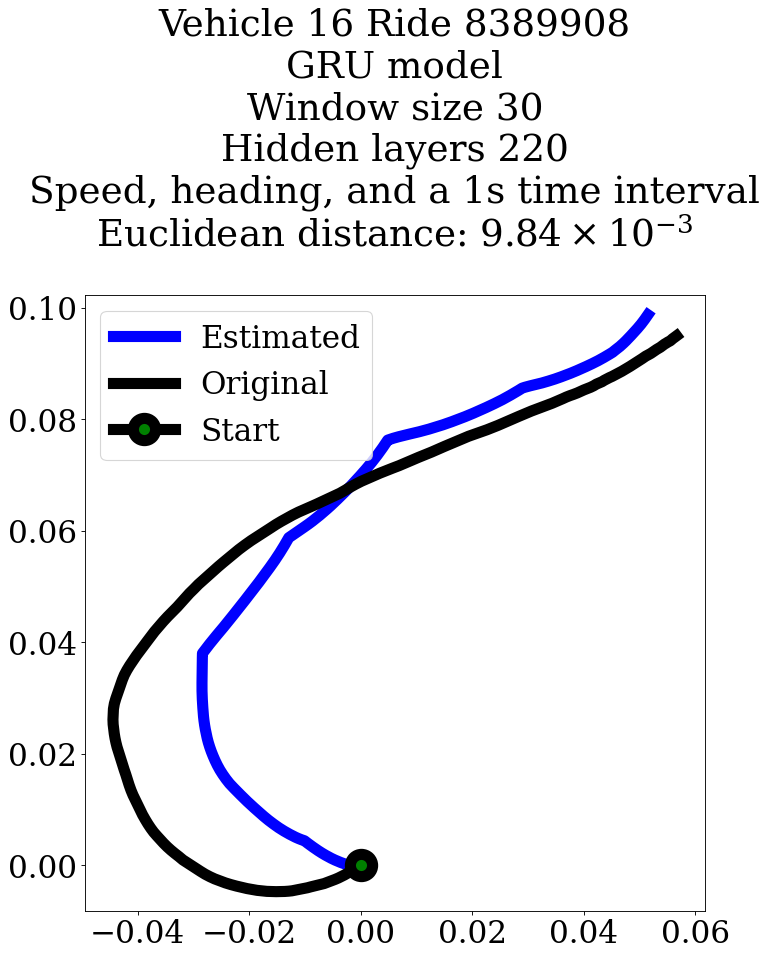 Vehicle 16 Ride 8389908
GRU model
Window size 30
Hidden layers 220
Speed, heading, and a 1s time interval
Euclidean distance: 9.84 × 10⁻³
0.10
Estimated
Original
0.08
Start
0.06
0.04
0.02
0.00
−0.04 −0.02 0.00 0.02 0.04 0.06